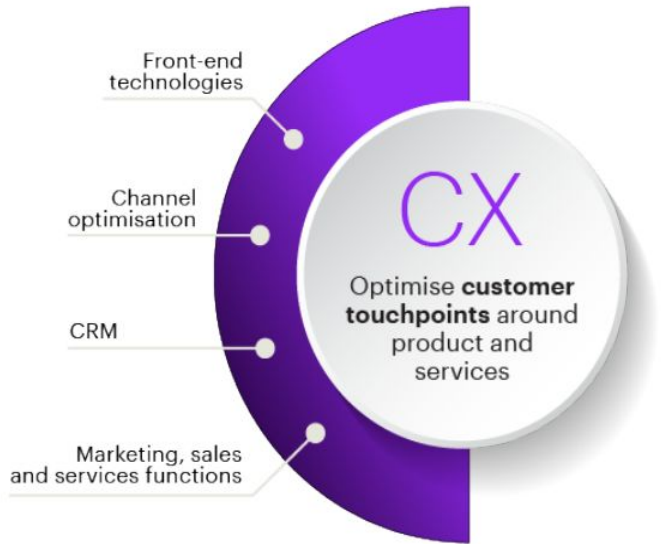 Front-end
technologies
Channel
optimisation
CRM
Marketing, sales
and services functions
CX
Optimise customer
touchpoints around
product and
services